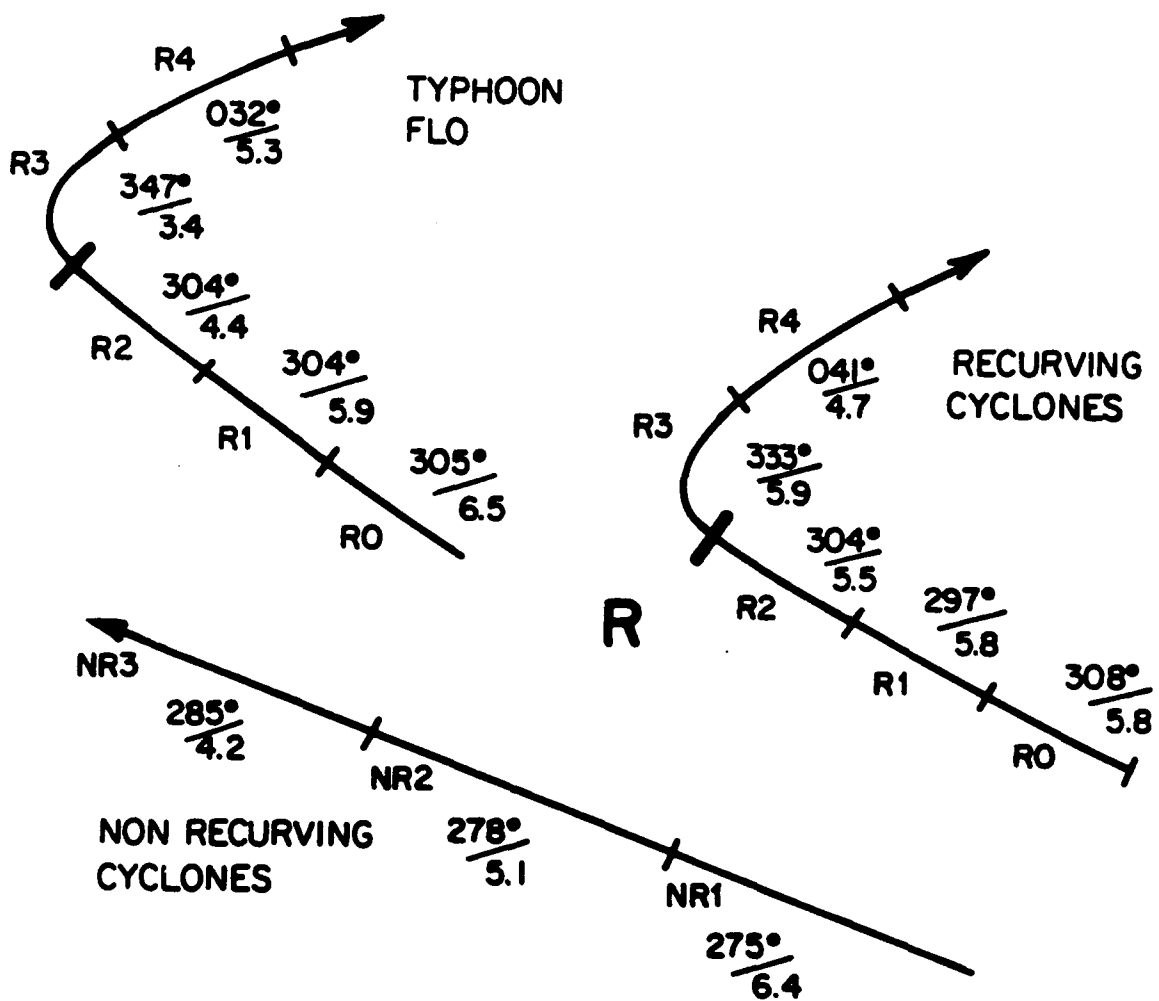 R4
TYPHOON
FLO
032°
5.3
R3
347°
3.4
304°
4.4
R2
304°
5.9
R1
305°
6.5
R0
R4
RECURVING
CYCLONES
041°
4.7
R3
333°
5.9
304°
5.5
R2
297°
5.8
R1
308°
5.8
R0
R
NR3
285°
4.2
NR2
NON RECURVING
CYCLONES
278°
5.1
NR1
275°
6.4